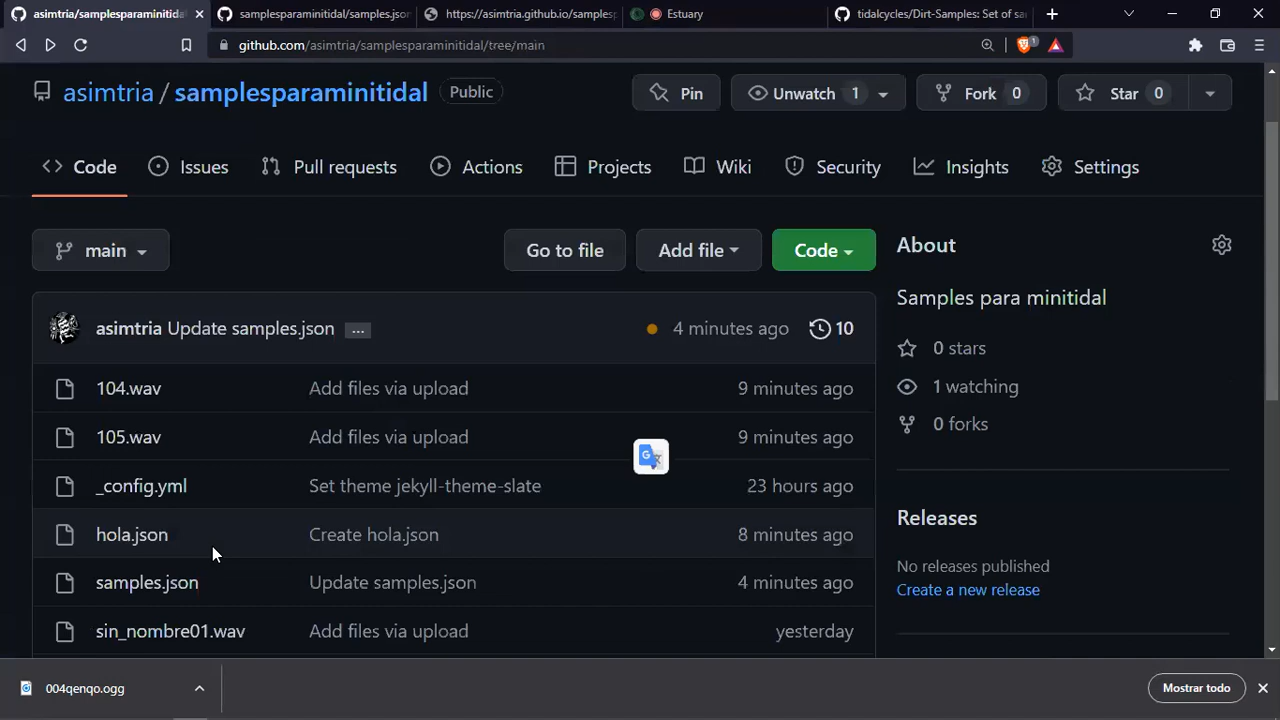 asimtria/samplesparaminitidal
samplesparaminitidal/samples.json
https://asimtria.github.io/samples
Estuary
tidalcycles/Dirt-Samples: Set of sa
github.com/asimtria/samplesparaminitidal/tree/main
1
asimtria / samplesparaminitidal
Public
Pin
Unwatch 1
Fork 0
Star 0
Code
Issues
Pull requests
Actions
Projects
Wiki
Security
Insights
Settings
main
Go to file
Add file
Code
About
Samples para minitidal
asimtria Update samples.json ... 4 minutes ago 10
0 stars
104.wav Add files via upload 9 minutes ago
1 watching
0 forks
105.wav Add files via upload 9 minutes ago
_config.yml Set theme jekyll-theme-slate 23 hours ago
Releases
hola.json Create hola.json 8 minutes ago
No releases published
samples.json Update samples.json 4 minutes ago
Create a new release
sin_nombre01.wav Add files via upload yesterday
004qenqo.ogg
Mostrar todo